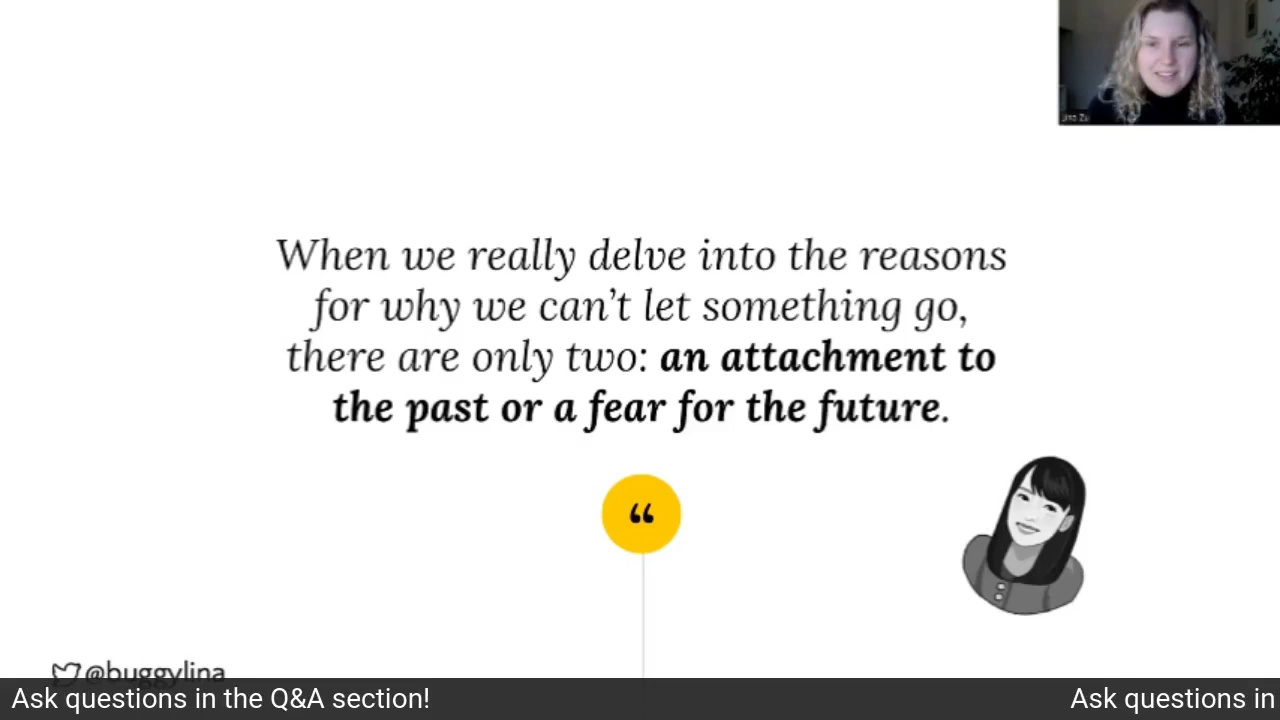 When we really delve into the reasons
for why we can’t let something go,
there are only two: an attachment to
the past or a fear for the future.
“
@buggylina
Ask questions in the Q&A section!
Ask questions in